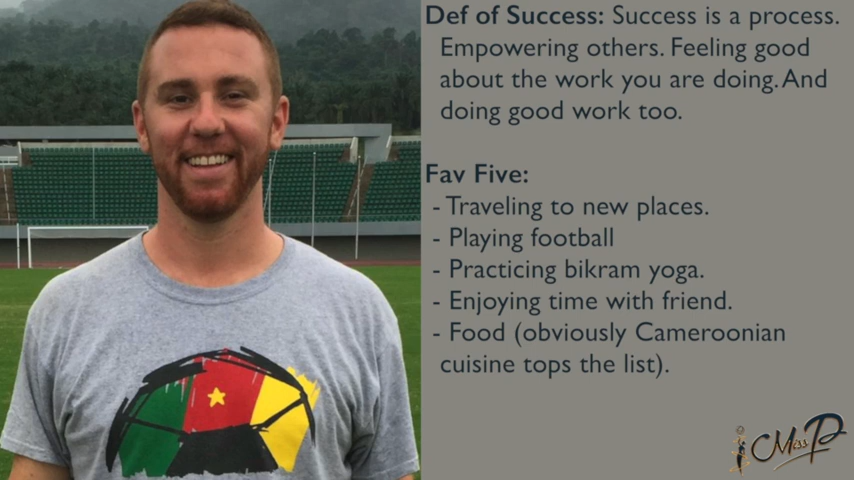 Def of Success: Success is a process.
Empowering others. Feeling good
about the work you are doing. And
doing good work too.
Fav Five:
- Traveling to new places.
- Playing football
- Practicing bikram yoga.
- Enjoying time with friend.
- Food (obviously Cameroonian
cuisine tops the list).
Miss P